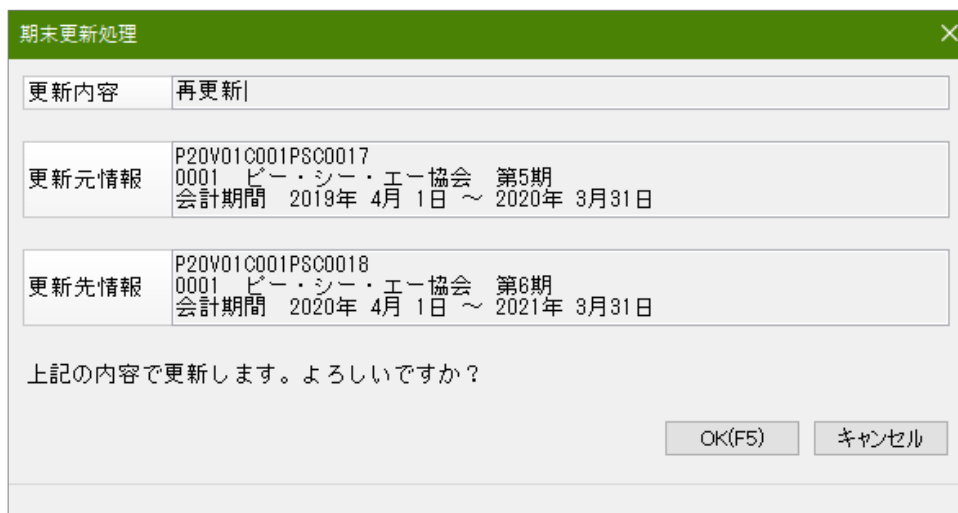 期末更新処理
更新内容 再更新
更新元情報
P20V01C001PSC0017
0001 ピー・シー・エー協会 第5期
会計期間 2019年 4月 1日 ～ 2020年 3月31日
更新先情報
P20V01C001PSC0018
0001 ピー・シー・エー協会 第6期
会計期間 2020年 4月 1日 ～ 2021年 3月31日
上記の内容で更新します。よろしいですか？
OK(F5) キャンセル